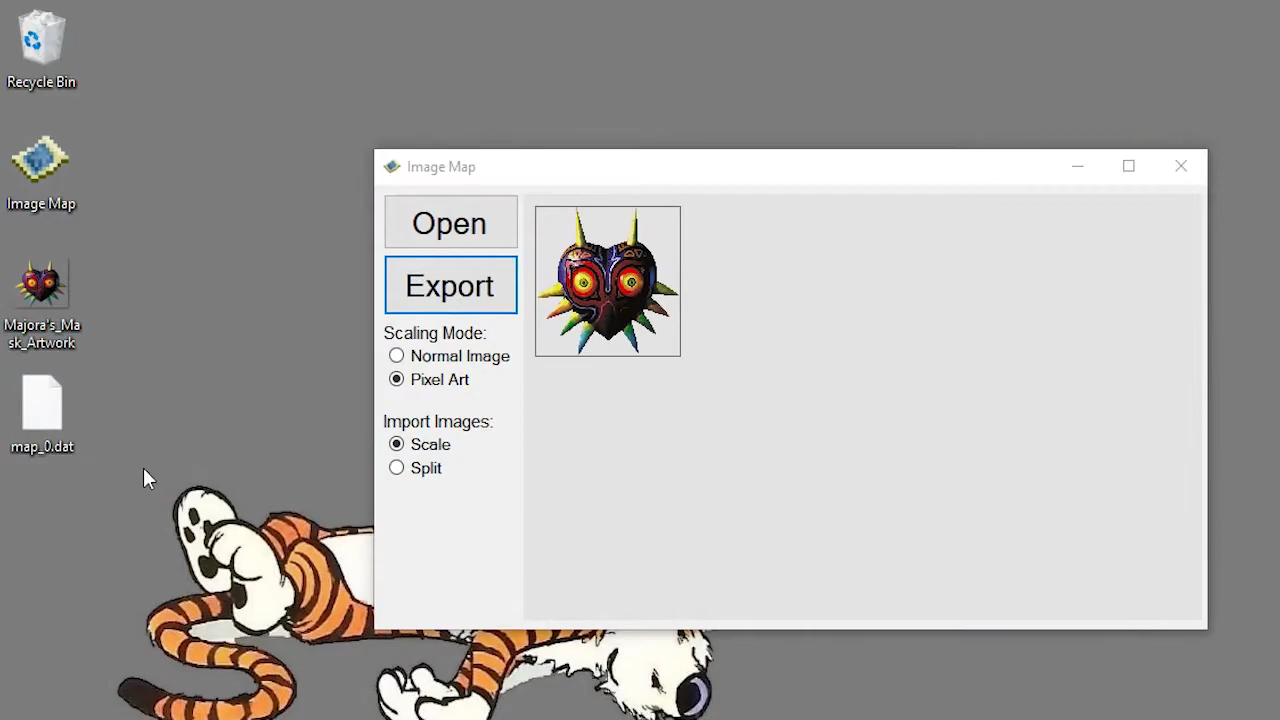 Recycle Bin
Image Map
Majora's_Ma
sk_Artwork
map_0.dat
Image Map
Open
Export
Scaling Mode:
Normal Image
Pixel Art
Import Images:
Scale
Split